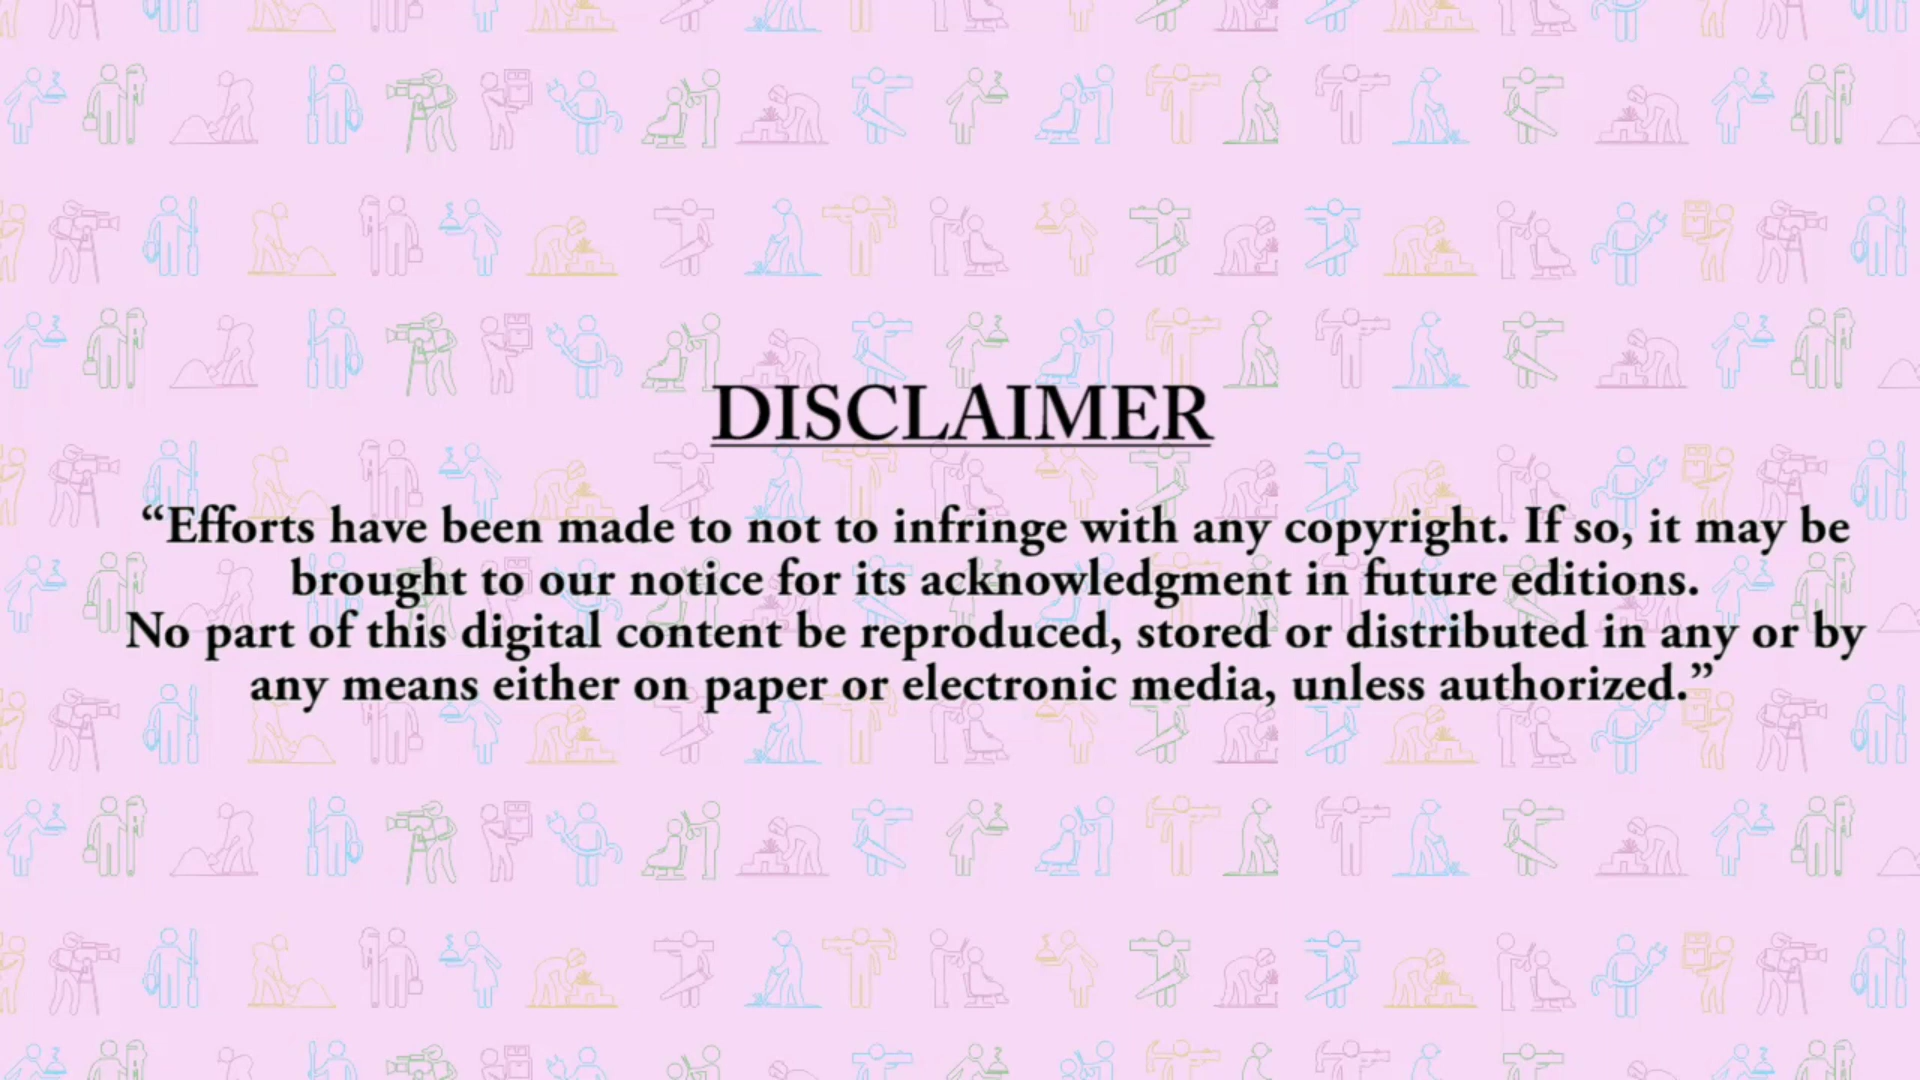 DISCLAIMER
“Efforts have been made to not to infringe with any copyright. If so, it may be
brought to our notice for its acknowledgment in future editions.
No part of this digital content be reproduced, stored or distributed in any or by
any means either on paper or electronic media, unless authorized.”